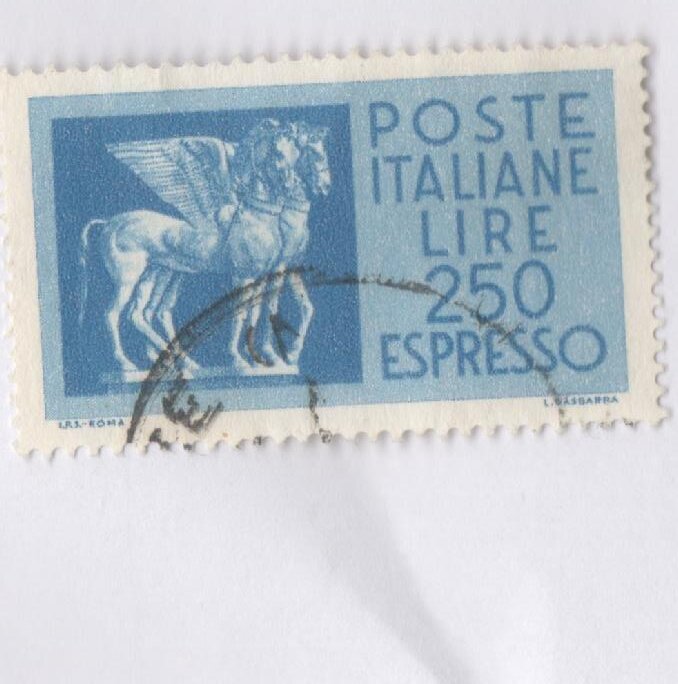 POSTE
ITALIANE
LIRE
250
ESPRESSO
I.P.S.-ROMA
L.GASBARRA